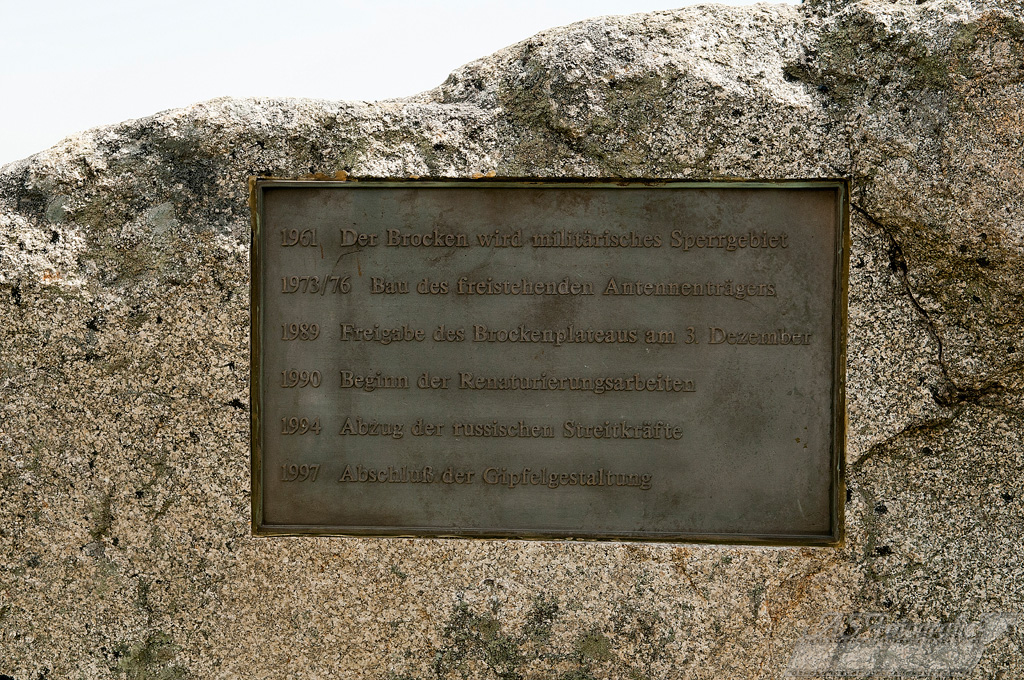 1961 Der Brocken wird militärisches Sperrgebiet
1973/76 Bau des freistehenden Antennenträgers
1989 Freigabe des Brockenplateaus am 3. Dezember
1990 Beginn der Renaturierungsarbeiten
1994 Abzug der russischen Streitkräfte
1997 Abschluß der Gipfelgestaltung